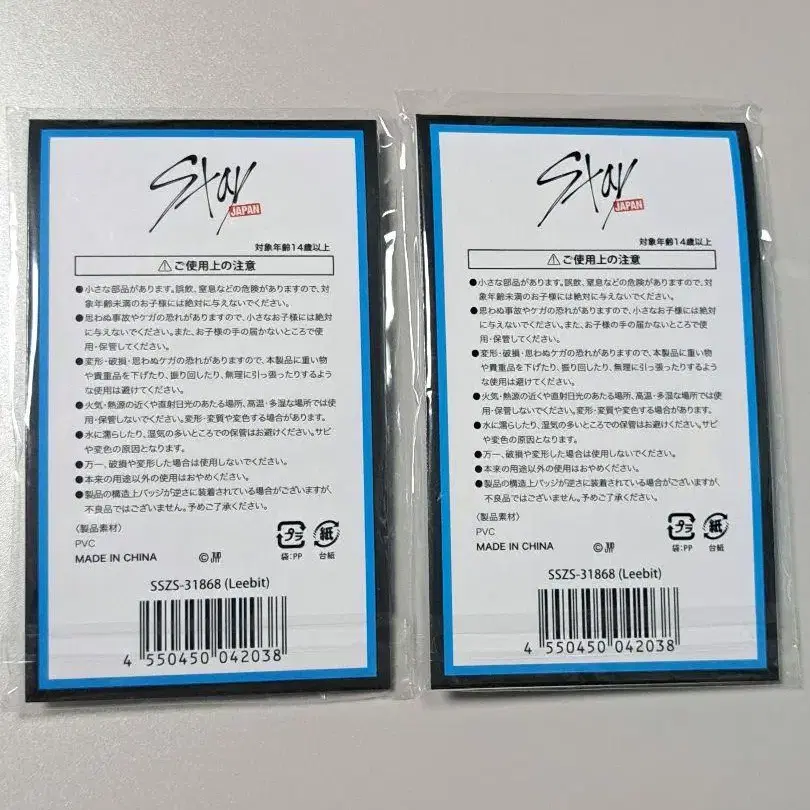 Stay
JAPAN
対象年齢14歳以上
⚠ご使用上の注意
●小さな部品があります。誤飲、窒息などの危険がありますので、対
象年齢未満のお子様には絶対に与えないでください。
●思わぬ事故やケガの恐れがありますので、小さなお子様には絶対
に与えないでください。また、お子様の手の届かないところで使
用・保管してください。
●変形・破損・思わぬケガの恐れがありますので、本製品に重い物
や貴重品を下げたり、振り回したり、無理に引っ張ったりするよう
な使用は避けてください。
●火気・熱源の近くや直射日光のあたる場所、高温・多湿な場所では使
用・保管しないでください。変形・変質や変色する場合があります。
●水に濡らしたり、湿気の多いところでの保管はお避けください。サビ
や変色の原因となります。
●万一、破損や変形した場合は使用しないでください。
●本来の用途以外の使用はおやめください。
●製品の構造上バッジが逆さに装着されている場合がございますが、
不良品ではございません。予めご了承ください。
〈製品素材〉
PVC
MADE IN CHINA
©JYP
プラ
袋:PP
紙
台紙
SSZS-31868 (Leebit)
4 550450 042038
Stay
JAPAN
対象年齢14歳以上
⚠ご使用上の注意
●小さな部品があります。誤飲、窒息などの危険がありますので、対
象年齢未満のお子様には絶対に与えないでください。
●思わぬ事故やケガの恐れがありますので、小さなお子様には絶対
に与えないでください。また、お子様の手の届かないところで使
用・保管してください。
●変形・破損・思わぬケガの恐れがありますので、本製品に重い物
や貴重品を下げたり、振り回したり、無理に引っ張ったりするよう
な使用は避けてください。
●火気・熱源の近くや直射日光のあたる場所、高温・多湿な場所では使
用・保管しないでください。変形・変質や変色する場合があります。
●水に濡らしたり、湿気の多いところでの保管はお避けください。サビ
や変色の原因となります。
●万一、破損や変形した場合は使用しないでください。
●本来の用途以外の使用はおやめください。
●製品の構造上バッジが逆さに装着されている場合がございますが、
不良品ではございません。予めご了承ください。
〈製品素材〉
PVC
MADE IN CHINA
©JYP
プラ
袋:PP
紙
台紙
SSZS-31868 (Leebit)
4 550450 042038